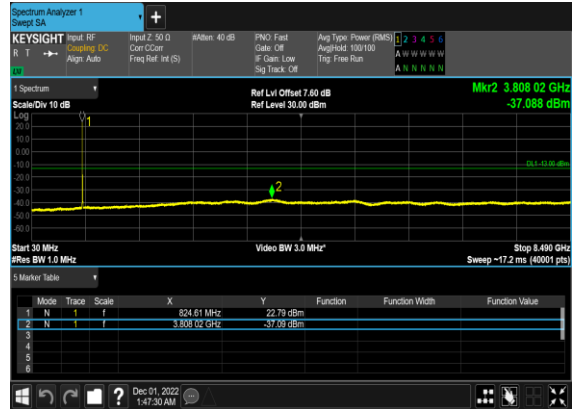 Spectrum Analyzer 1
Swept SA
+
KEYSIGHT Input: RF Input Z: 50 Ω #Atten: 40 dB PNO: Fast Avg Type: Power (RMS) 1 2 3 4 5 6
R T Coupling: DC Corr CCorr Gate: Off Avg|Hold: 100/100 A W W W W W
Align: Auto Freq Ref: Int (S) IF Gain: Low Trig: Free Run
Sig Track: Off A N N N N N
1 Spectrum
Scale/Div 10 dB
Ref Lvl Offset 7.60 dB
Ref Level 30.00 dBm
Mkr2 3.808 02 GHz
-37.088 dBm
Log
1
20.0
10.0
0.00
-10.0
DL1 -13.00 dBm
-20.0
-30.0
2
-40.0
-50.0
-60.0
Start 30 MHz Video BW 3.0 MHz* Stop 8.490 GHz
#Res BW 1.0 MHz Sweep ~17.2 ms (40001 pts)
5 Marker Table
Mode Trace Scale X Y Function Function Width Function Value
1 N 1 f 824.61 MHz 22.79 dBm
2 N 1 f 3.808 02 GHz -37.09 dBm
3
4
5
6
? Dec 01, 2022
1:47:30 AM